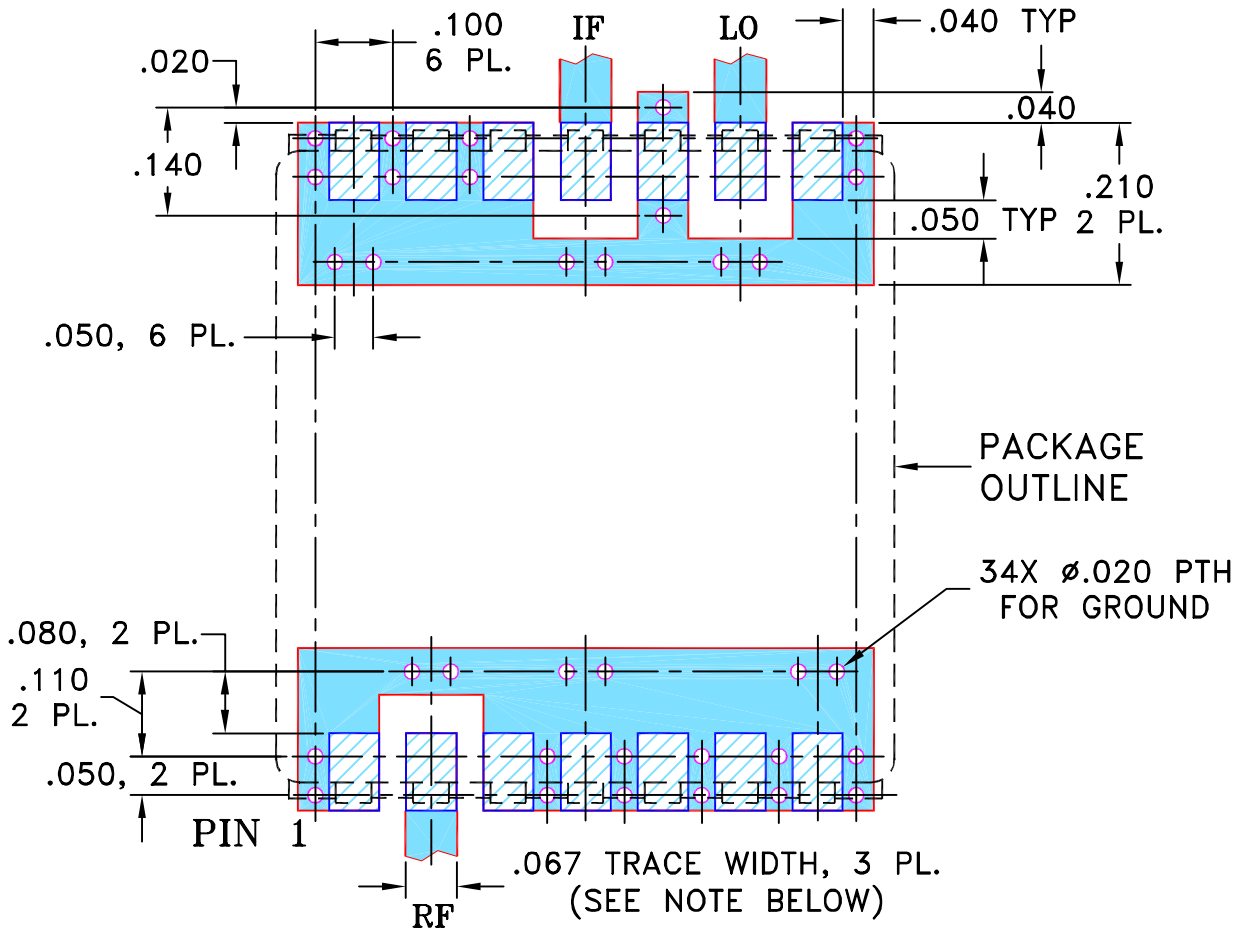 .100
6 PL.
IF
LO
.040 TYP
.020
.040
.140
.210
2 PL.
.050 TYP
.050, 6 PL.
PACKAGE
OUTLINE
34X ø.020 PTH
FOR GROUND
.080, 2 PL.
.110
2 PL.
.050, 2 PL.
PIN 1
.067 TRACE WIDTH, 3 PL.
(SEE NOTE BELOW)
RF